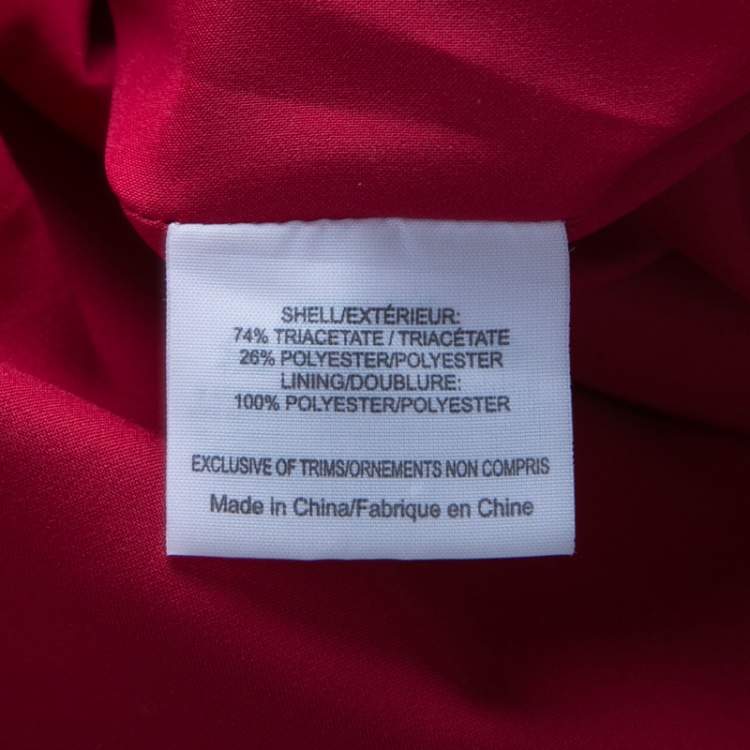 SHELL/EXTÉRIEUR:
74% TRIACETATE / TRIACÉTATE
26% POLYESTER/POLYESTER
LINING/DOUBLURE:
100% POLYESTER/POLYESTER
EXCLUSIVE OF TRIMS/ORNEMENTS NON COMPRIS
Made in China/Fabrique en Chine